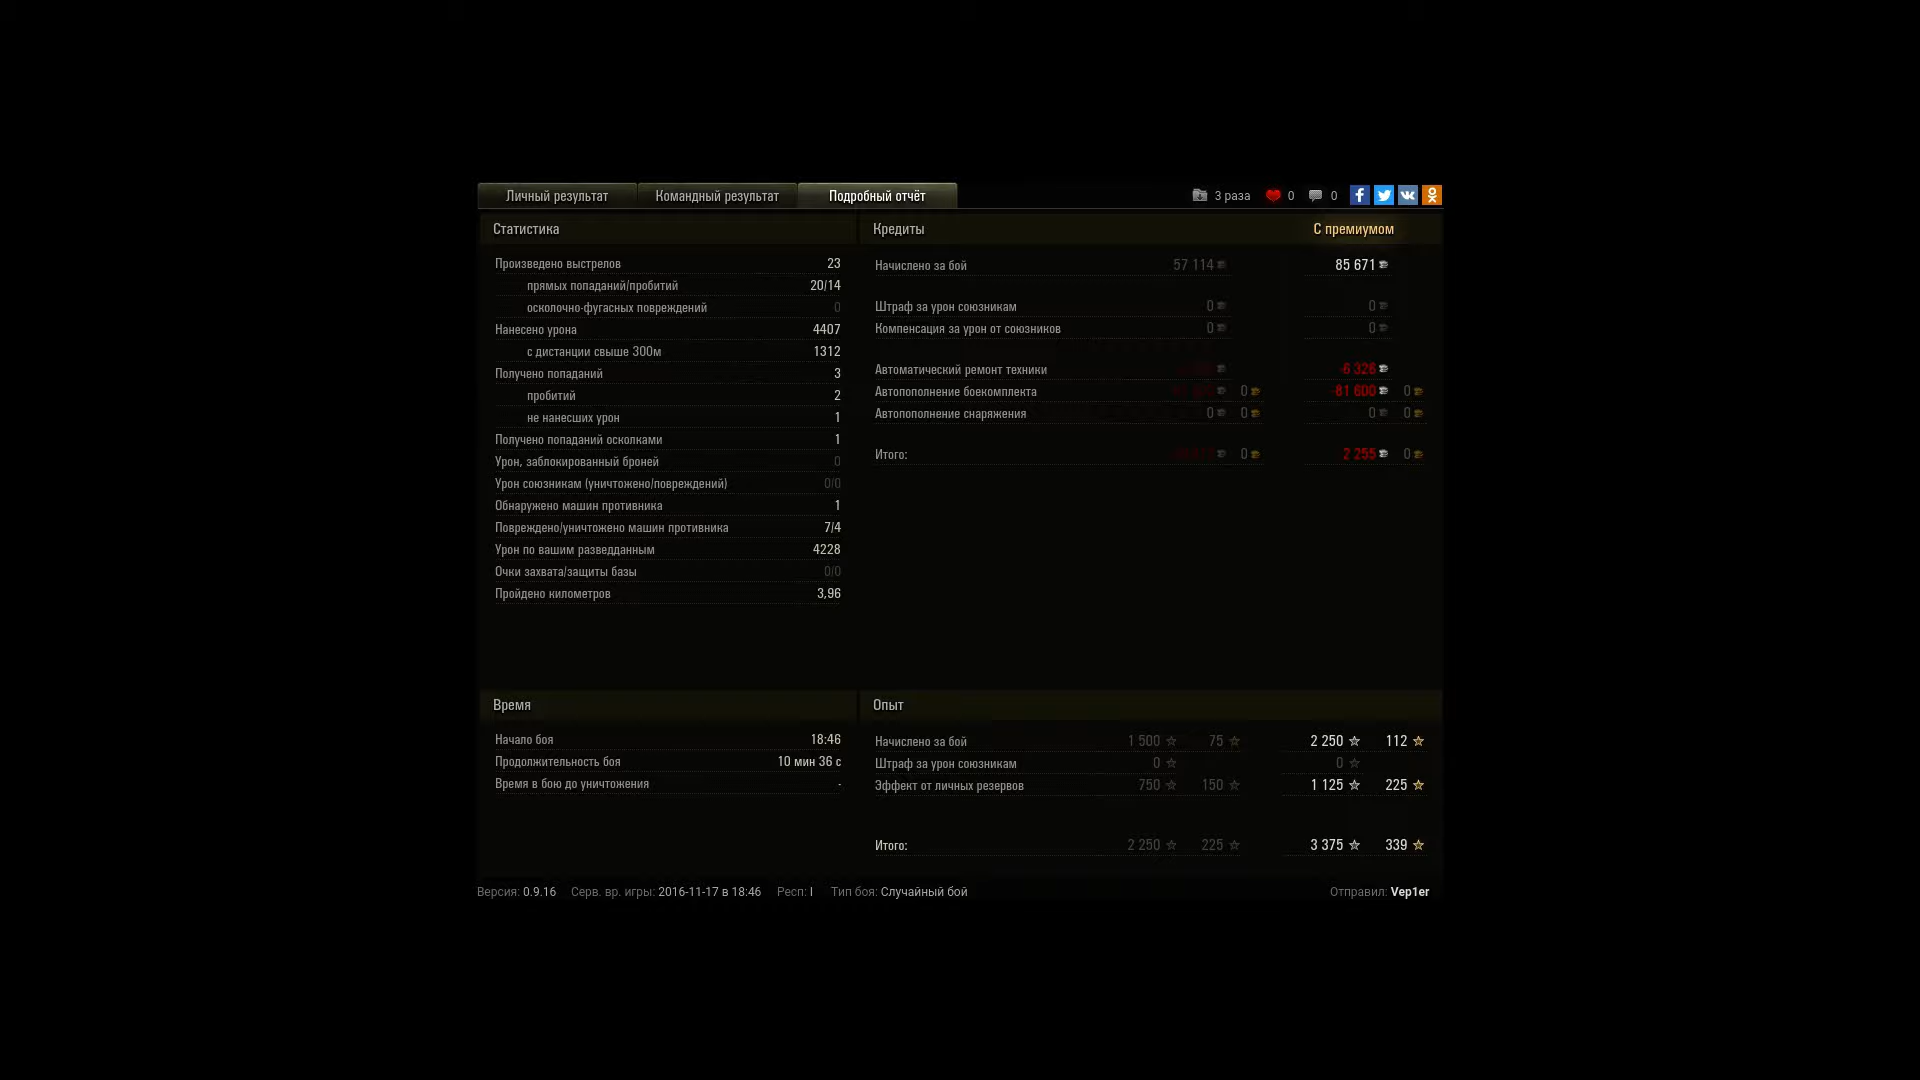 Личный результат Командный результат Подробный отчёт 3 раза 0 0
Статистика
Произведено выстрелов 23
прямых попаданий/пробитий 20/14
осколочно-фугасных повреждений 0
Нанесено урона 4407
с дистанции свыше 300м 1312
Получено попаданий 3
пробитий 2
не нанесших урон 1
Получено попаданий осколками 1
Урон, заблокированный броней 0
Урон союзникам (уничтожено/повреждений) 0/0
Обнаружено машин противника 1
Повреждено/уничтожено машин противника 7/4
Урон по вашим разведданным 4228
Очки захвата/защиты базы 0/0
Пройдено километров 3,96
Кредиты С премиумом
Начислено за бой 57 114 85 671
Штраф за урон союзникам 0 0
Компенсация за урон от союзников 0 0
Автоматический ремонт техники -6 328
Автопополнение боекомплекта 0 -81 600 0
Автопополнение снаряжения 0 0 0 0
Итого: 0 2 255 0
Время
Начало боя 18:46
Продолжительность боя 10 мин 36 с
Время в бою до уничтожения -
Опыт
Начислено за бой 1 500 75 2 250 112
Штраф за урон союзникам 0 0
Эффект от личных резервов 750 150 1 125 225
Итого: 2 250 225 3 375 339
Версия: 0.9.16 Серв. вр. игры: 2016-11-17 в 18:46 Респ: I Тип боя: Случайный бой Отправил: Vep1er